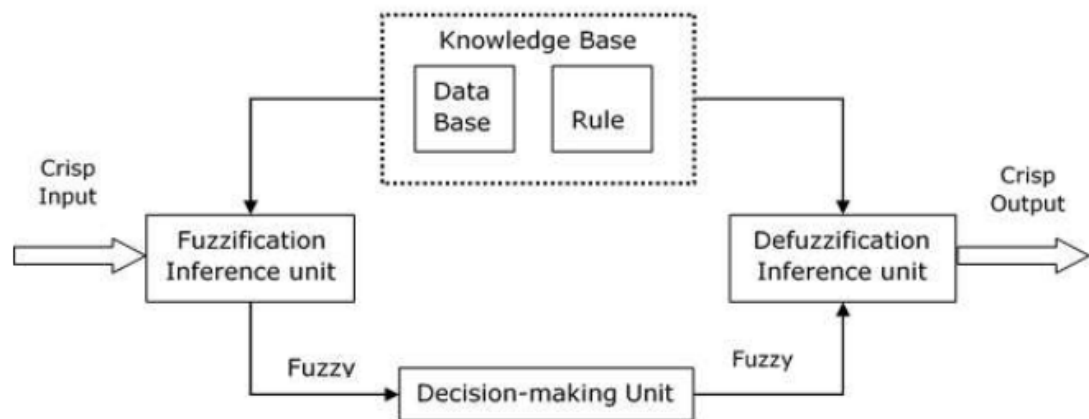 Knowledge Base
Data
Base
Rule
Crisp
Input
Crisp
Output
Fuzzification
Inference unit
Defuzzification
Inference unit
Fuzzy
Fuzzy
Decision-making Unit